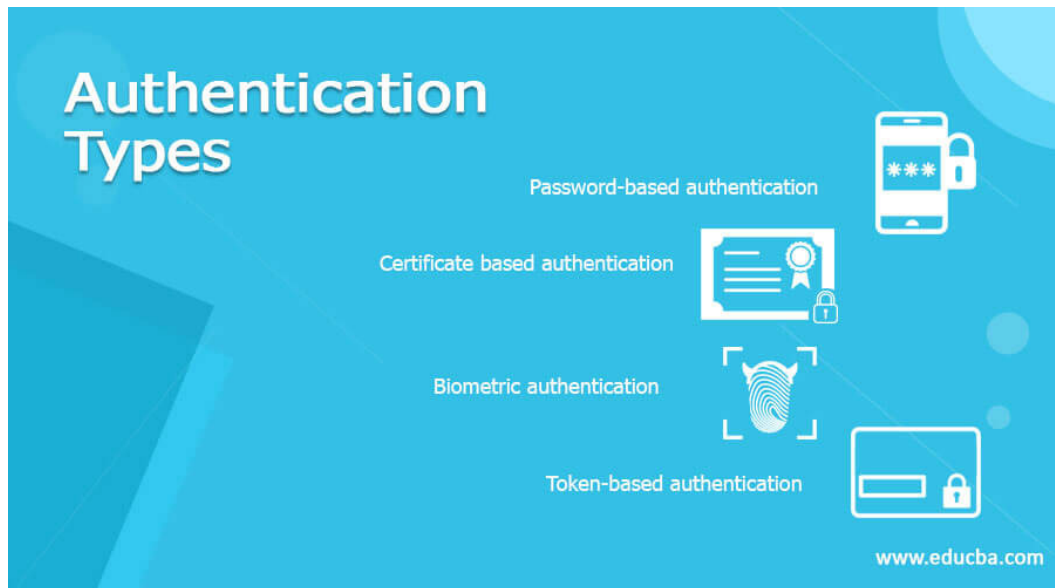 Authentication
Types
Password-based authentication
***
Certificate based authentication
Biometric authentication
Token-based authentication
www.educba.com